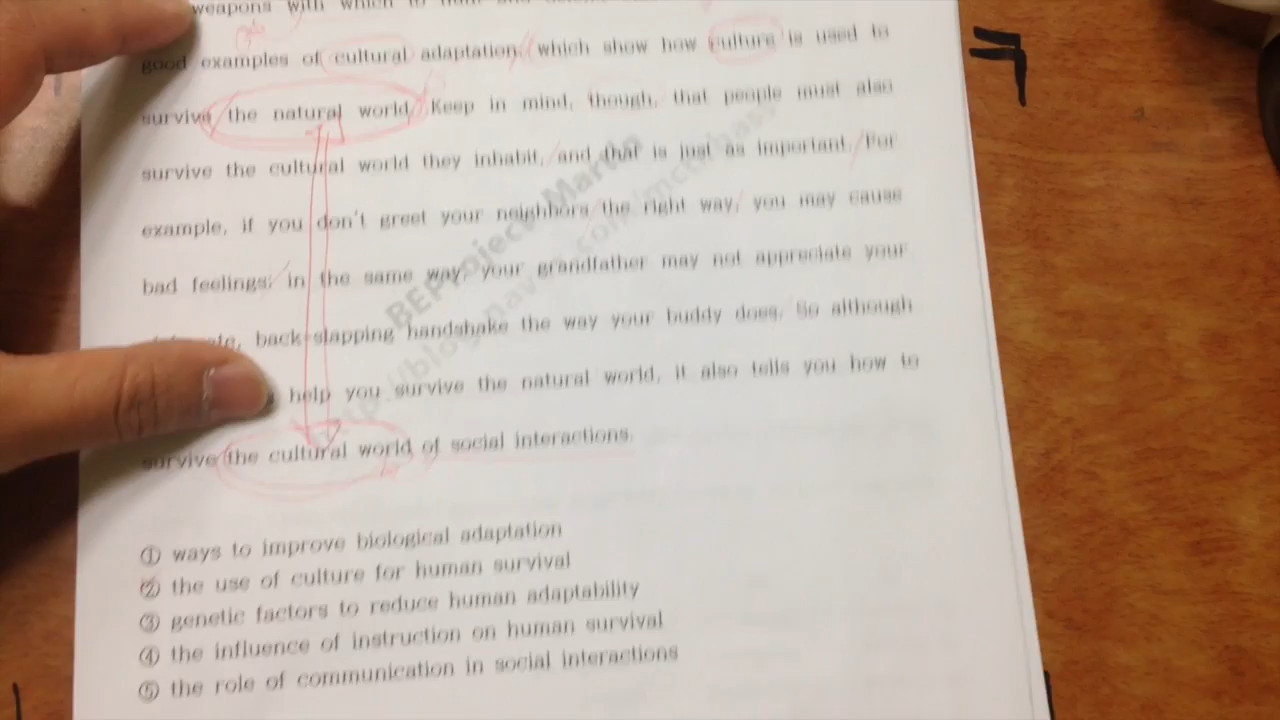 weapons with which to
good examples of cultural adaptation, which show how culture is used to
survive the natural world. Keep in mind, though, that people must also
survive the cultural world they inhabit, and that is just as important. For
example, if you don't greet your neighbors the right way, you may cause
bad feelings; in the same way, your grandfather may not appreciate your
back-slapping handshake the way your buddy does. So although
help you survive the natural world, it also tells you how to
survive the cultural world of social interactions.
① ways to improve biological adaptation
② the use of culture for human survival
③ genetic factors to reduce human adaptability
④ the influence of instruction on human survival
⑤ the role of communication in social interactions
BEProject Martin